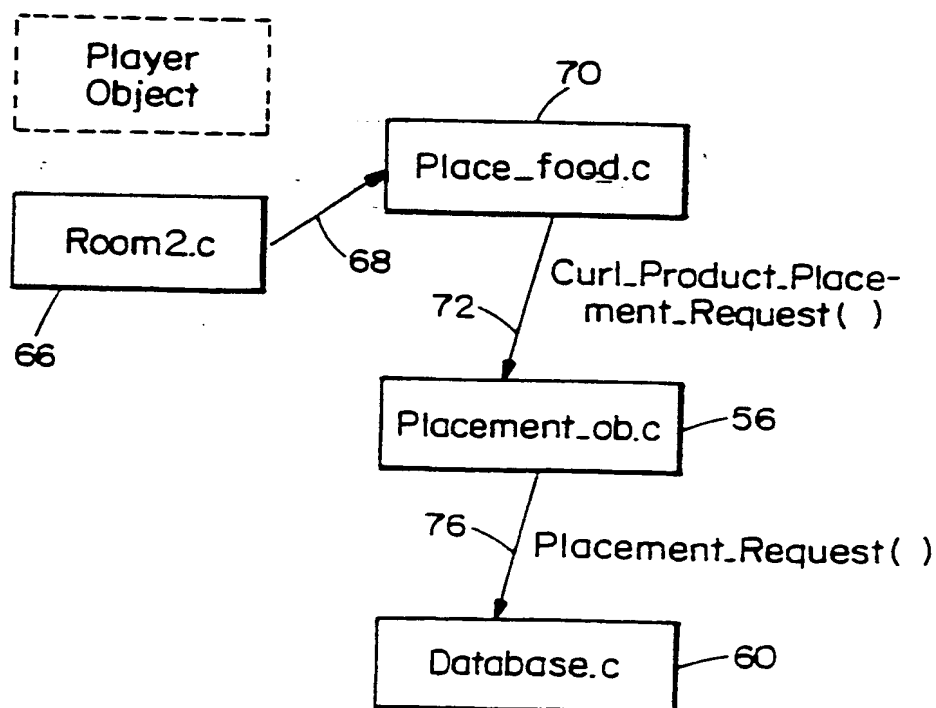 Player
Object
70
Place_food.c
Room2.c
68
66
Curl_Product_Place-
ment_Request( )
72
Placement_ob.c
56
76
Placement_Request( )
Database.c
60